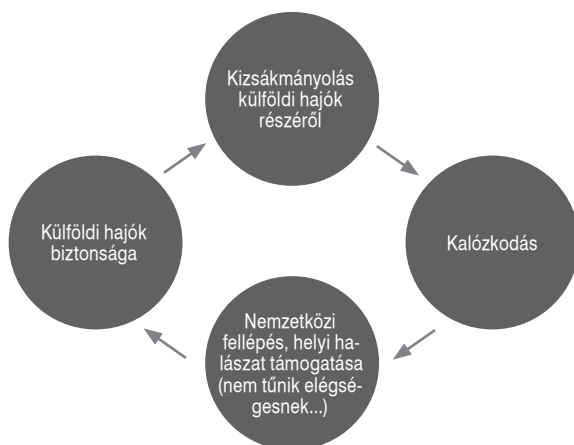 Kizsákmányolás
külföldi hajók
részéről
Kalózkodás
Nemzetközi
fellépés, helyi ha-
lászat támogatása
(nem tűnik elégsé-
gesnek...)
Külföldi hajók
biztonsága